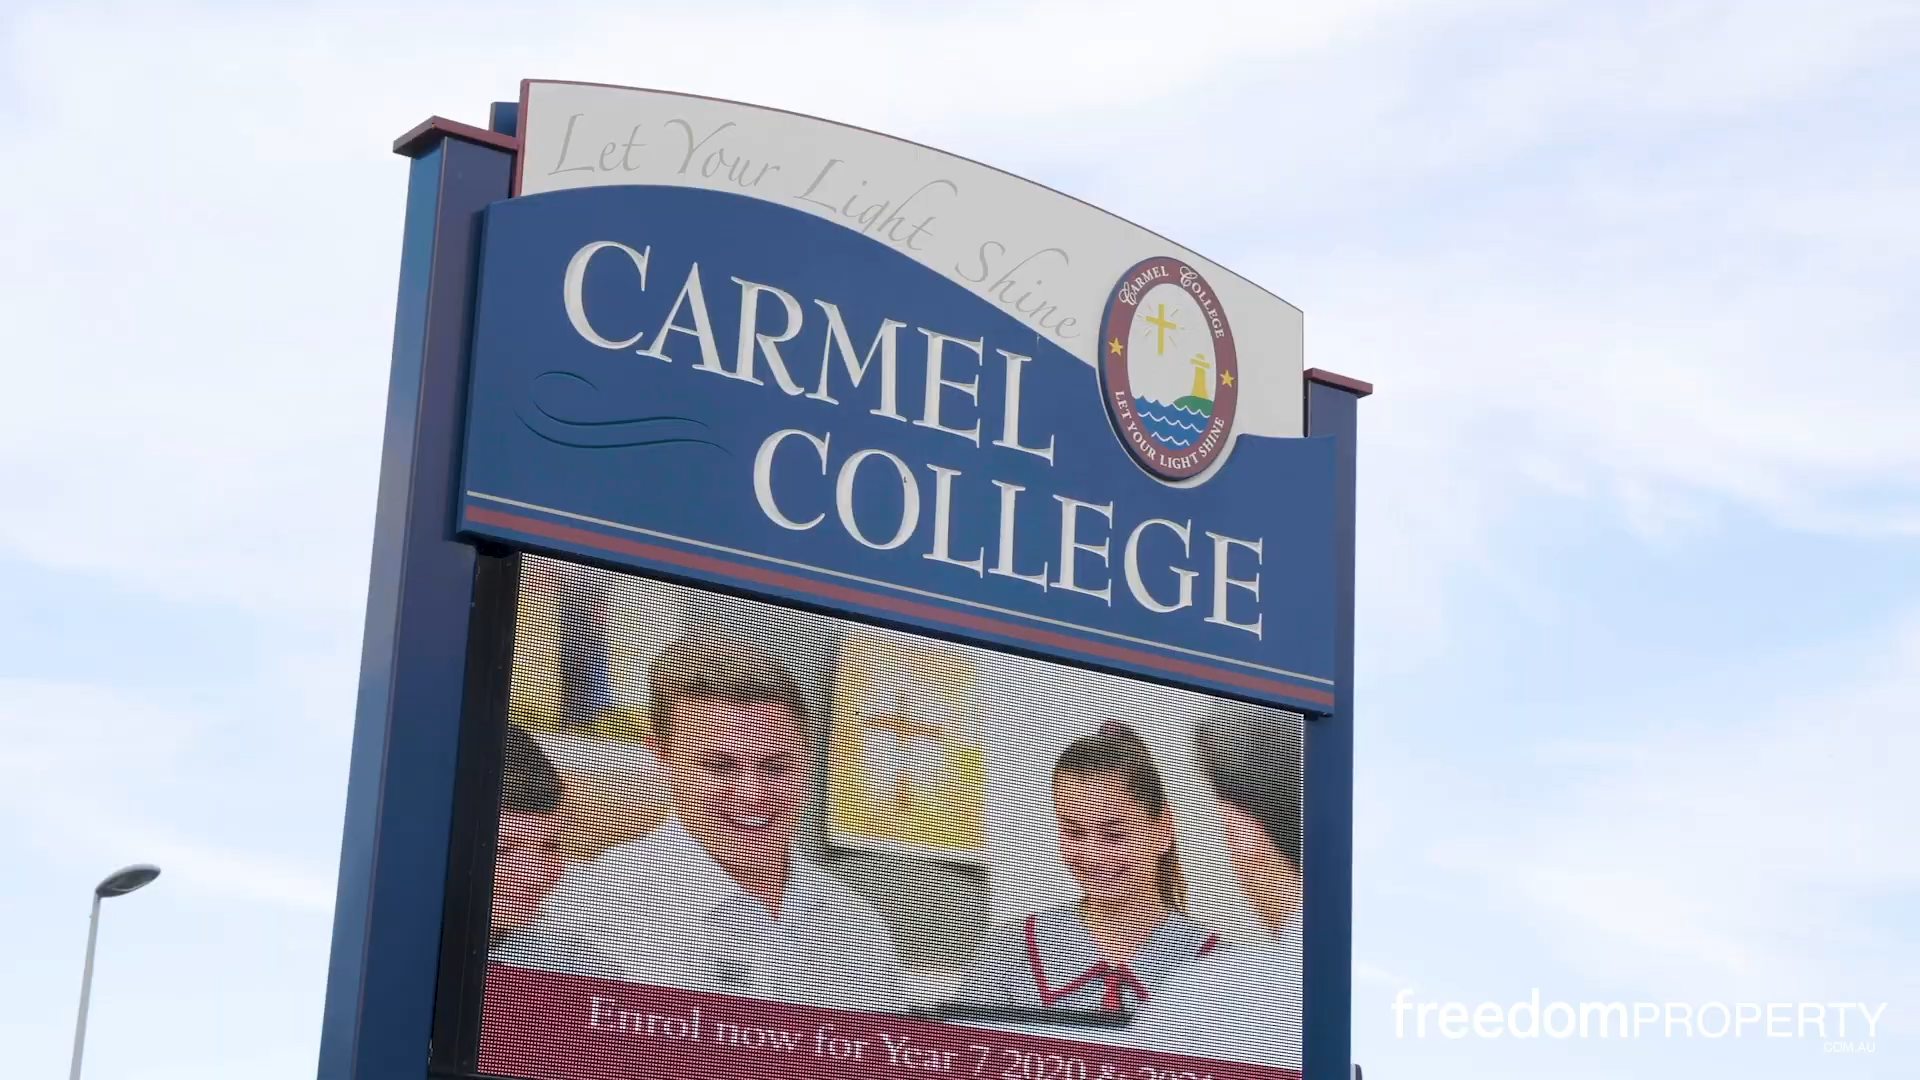 Let Your Light Shine
CARMEL
COLLEGE
CARMEL COLLEGE
LET YOUR LIGHT SHINE
Enrol now for Year 7 2020 &
freedomPROPERTY
.COM.AU